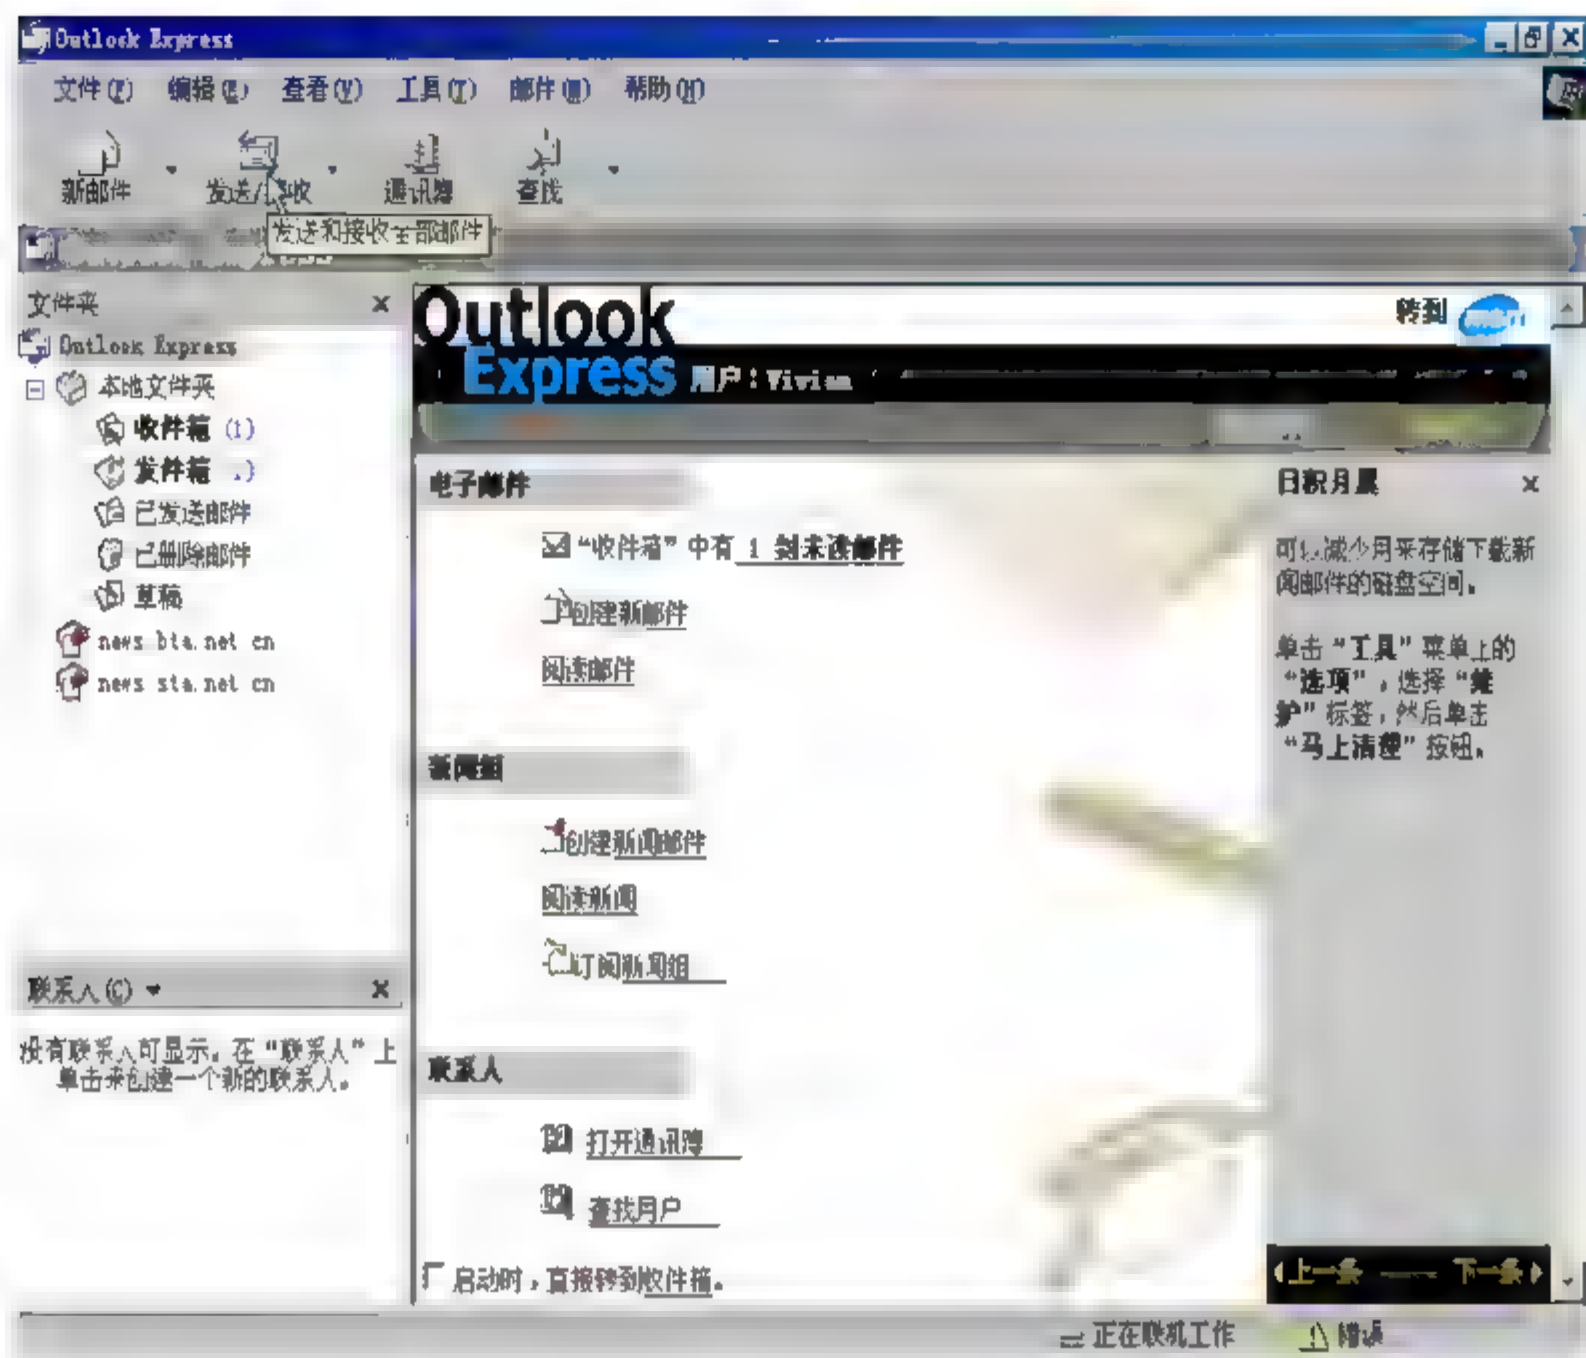 Outlook Express
文件(F) 编辑(E) 查看(V) 工具(T) 邮件(M) 帮助(H)
新邮件 发送/接收 通讯簿 查找
发送和接收全部邮件
文件夹
Outlook Express
本地文件夹
收件箱 (1)
发件箱
已发送邮件
已删除邮件
草稿
news bta.net cn
news sta.net cn
联系人(C)
没有联系人可显示。在“联系人”上
单击来创建一个新的联系人。
Outlook
Express 用户：Vivian
转到
电子邮件
“收件箱”中有 1 封未读邮件
创建新邮件
阅读邮件
新闻组
创建新闻邮件
阅读新闻
订阅新闻组
联系人
打开通讯簿
查找用户
启动时，直接转到收件箱。
日积月累
可以减少用来存储下载新
闻邮件的磁盘空间。
单击“工具”菜单上的
“选项”，选择“维
护”标签，然后单击
“马上清理”按钮。
上一条 下一条
正在联机工作 错误